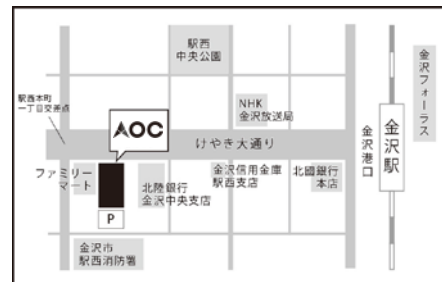 駅西
中央公園
金沢フォーラス
NHK
金沢放送局
駅西本町
一丁目交差点
AOC
けやき大通り
金沢港口
金沢駅
ファミリー
マート
北陸銀行
金沢中央支店
金沢信用金庫
駅西支店
北國銀行
本店
P
金沢市
駅西消防署